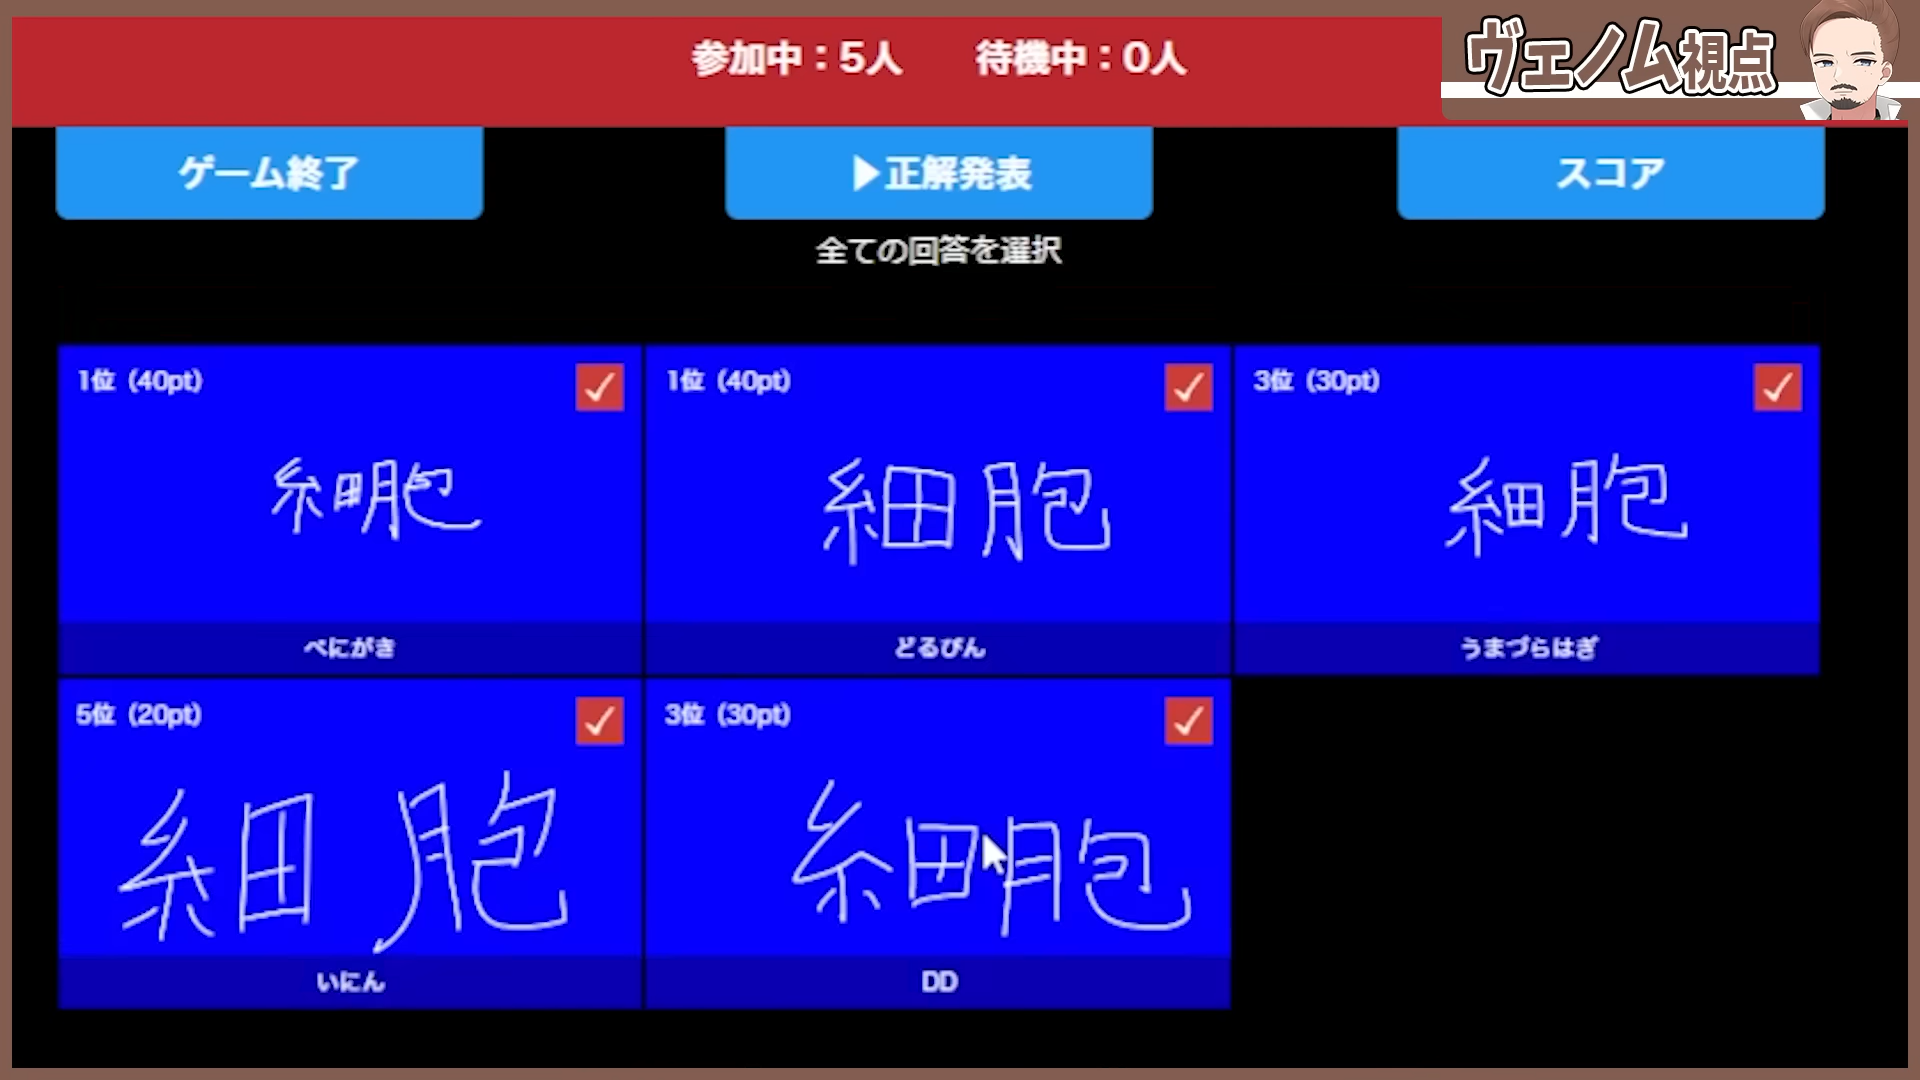 参加中：5人　待機中：0人
ヴェノム視点
ゲーム終了
▶正解発表
スコア
全ての回答を選択
1位（40pt）
細胞
べにがき
1位（40pt）
細胞
どるぴん
3位（30pt）
細胞
うまづらはぎ
5位（20pt）
細胞
いにん
3位（30pt）
細胞
DD